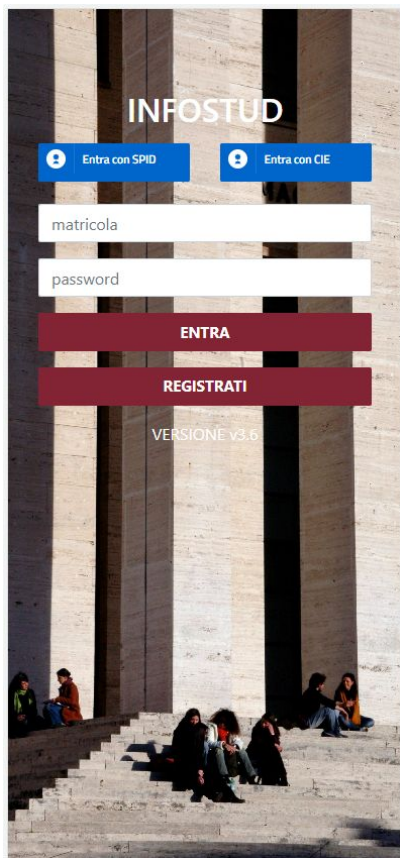 INFOSTUD
Entra con SPID
Entra con CIE
matricola
password
ENTRA
REGISTRATI
VERSIONE v3.6